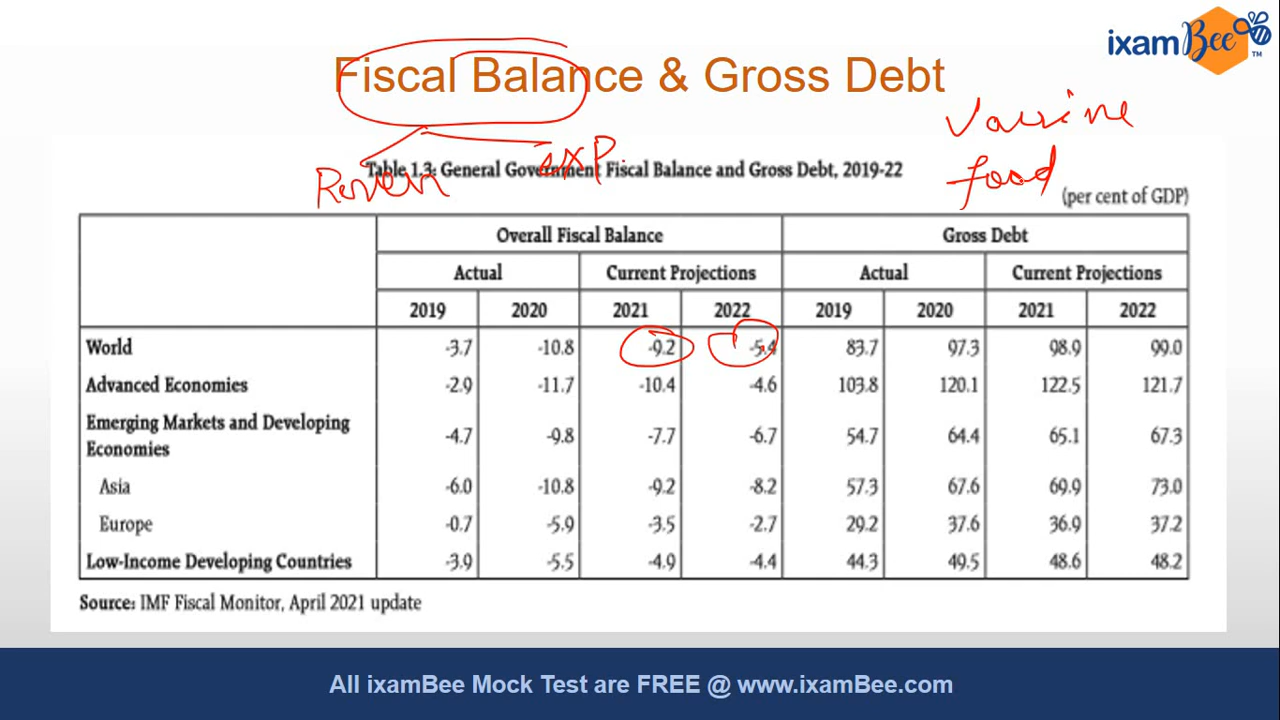 ixamBee TM
Fiscal Balance & Gross Debt
Vaccine
food
exp.
Table 1.3: General Government Fiscal Balance and Gross Debt, 2019-22
(per cent of GDP)
Overall Fiscal Balance Gross Debt
Actual Current Projections Actual Current Projections
2019 2020 2021 2022 2019 2020 2021 2022
World -3.7 -10.8 -9.2 -5.4 83.7 97.3 98.9 99.0
Advanced Economies -2.9 -11.7 -10.4 -4.6 103.8 120.1 122.5 121.7
Emerging Markets and Developing
Economies -4.7 -9.8 -7.7 -6.7 54.7 64.4 65.1 67.3
Asia -6.0 -10.8 -9.2 -8.2 57.3 67.6 69.9 73.0
Europe -0.7 -5.9 -3.5 -2.7 29.2 37.6 36.9 37.2
Low-Income Developing Countries -3.9 -5.5 -4.9 -4.4 44.3 49.5 48.6 48.2
Source: IMF Fiscal Monitor, April 2021 update
All ixamBee Mock Test are FREE @ www.ixamBee.com